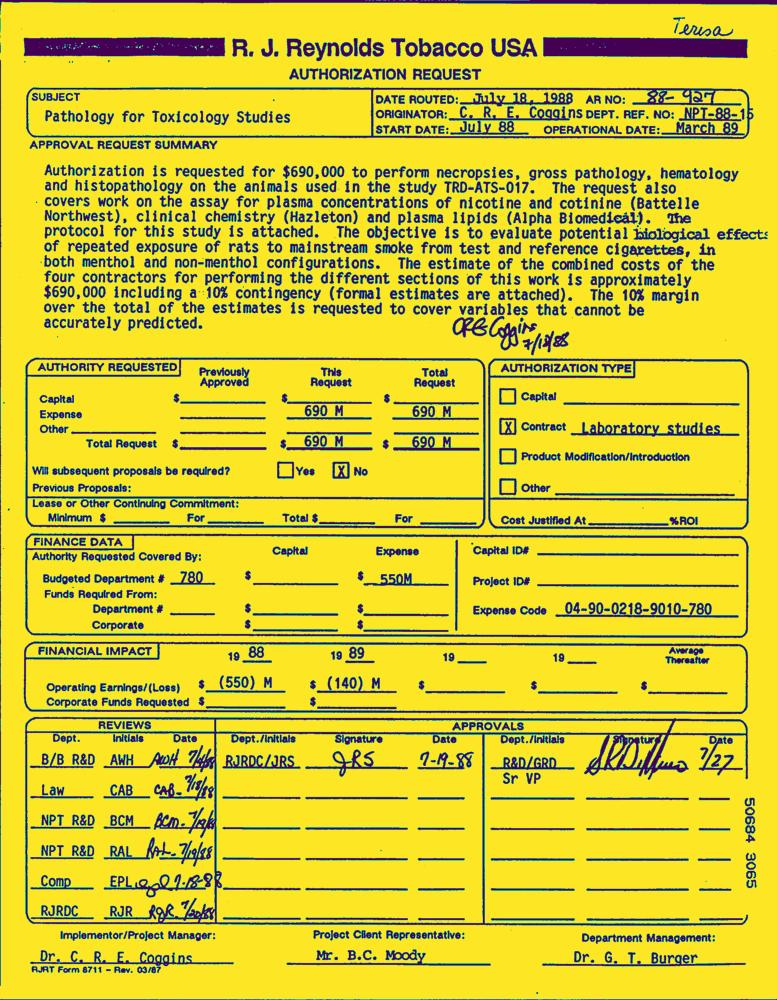 Teresa
R. J. Reynolds Tobacco USA
AUTHORIZATION REQUEST
SUBJECT
Pathology for Toxicology Studies
DATE ROUTED: July 18, 1988 AR NO: 88-927
ORIGINATOR: C. R. E. Coggins DEPT. REF. NO: NPT-88-15
START DATE: July 88 OPERATIONAL DATE: March 89
APPROVAL REQUEST SUMMARY
Authorization is requested for $690,000 to perform necropsies, gross pathology, hematology
and histopathology on the animals used in the study TRD-ATS-017. The request also
covers work on the assay for plasma concentrations of nicotine and cotinine (Battelle
Northwest), clinical chemistry (Hazleton) and plasma lipids (Alpha Biomedical). The
protocol for this study is attached. The objective is to evaluate potential biological effects
of repeated exposure of rats to mainstream smoke from test and reference cigarettes, in
both menthol and non-menthol configurations. The estimate of the combined costs of the
four contractors for performing the different sections of this work is approximately
$690,000 including a 10% contingency (formal estimates are attached). The 10% margin
over the total of the estimates is requested to cover variables that cannot be
accurately predicted.
CRE Coggins
7/18/88
AUTHORITY REQUESTED Previously Approved This Request Total Request
Capital $ $ $
Expense 690 M 690 M
Other
Total Request $ $ 690 M $ 690 M
Will subsequent proposals be required? Yes X No
Previous Proposals:
Lease or Other Continuing Commitment:
Minimum $ For Total $ For
AUTHORIZATION TYPE
Capital
X Contract Laboratory studies
Product Modification/Introduction
Other
Cost Justified At %ROI
FINANCE DATA
Authority Requested Covered By: Capital Expense
Budgeted Department # 780 $ $ 550M
Funds Required From:
Department # $ $
Corporate $ $
Capital ID#
Project ID#
Expense Code 04-90-0218-9010-780
FINANCIAL IMPACT 19 88 19 89 19 19 Average Thereafter
Operating Earnings/(Loss) $ (550) M $ (140) M $ $ $
Corporate Funds Requested $ $
REVIEWS
Dept. Initials Date
B/B R&D AWH AWH
Law CAB CAB- 7/18/88
NPT R&D BCM BCM-
NPT R&D RAL RAL- 7/19/88
Comp EPL 7-18-88
RJRDC RJR RJR 7/20/88
APPROVALS
Dept./Initials Signature Date Dept./Initials Signature Date
RJRDC/JRS JRS 7-19-88 R&D/GRD 7/27
Sr VP
50684 3065
Implementor/Project Manager: Project Client Representative: Department Management:
Dr. C. R. E. Coggins Mr. B.C. Moody Dr. G. T. Burger
RJRT Form 8711 - Rev. 03/87